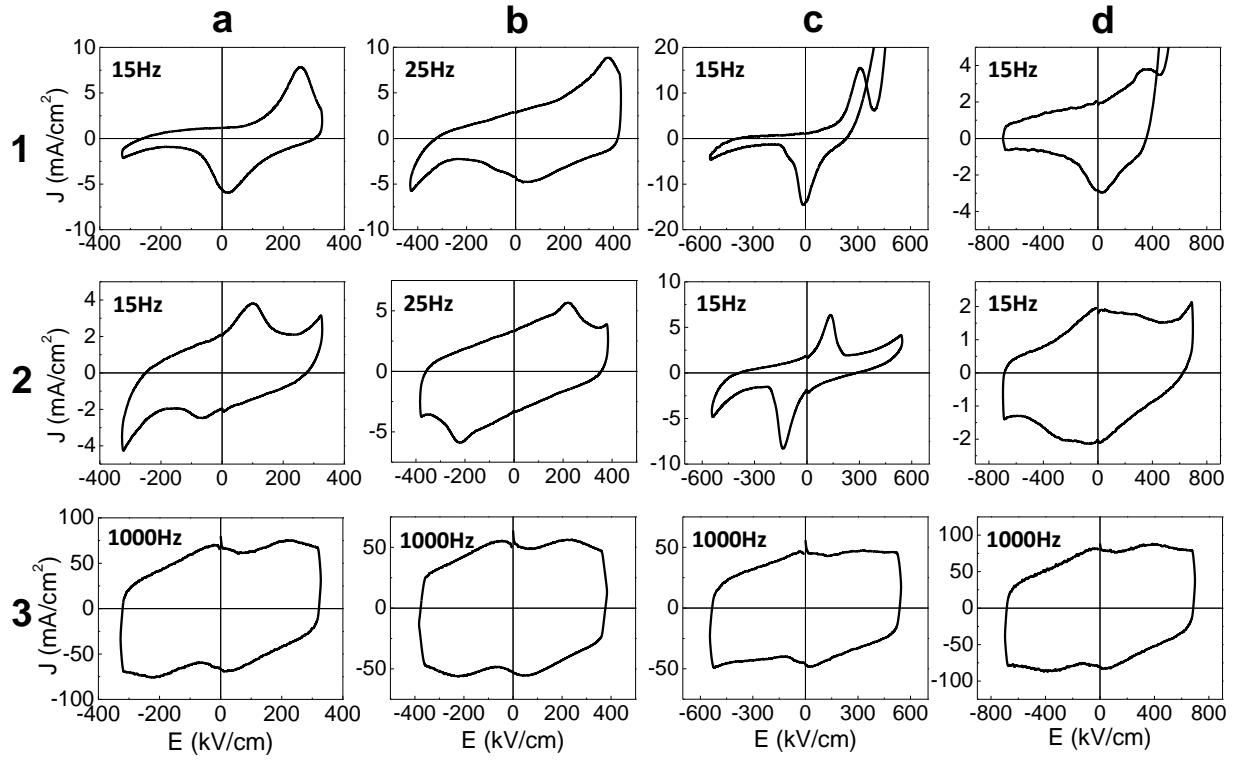 a b c d
1
15Hz 25Hz 15Hz 15Hz
J (mA/cm²)
10 5 0 -5 -10
10 5 0 -5 -10
20 10 0 -10 20
4 2 0 -2 -4
-400 -200 0 200 400
-400 -200 0 200 400
-600 -300 0 300 600
-800 -400 0 400 800
2
15Hz 25Hz 15Hz 15Hz
J (mA/cm²)
4 2 0 -2 -4
5 0 -5
10 5 0 -5 -10
2 1 0 -1 -2
-400 -200 0 200 400
-400 -200 0 200 400
-600 -300 0 300 600
-800 -400 0 400 800
3
1000Hz 1000Hz 1000Hz 1000Hz
J (mA/cm²)
100 50 0 -50 -100
50 0 -50
50 0 -50
100 50 0 -50 -100
-400 -200 0 200 400
-400 -200 0 200 400
-600 -300 0 300 600
-800 -400 0 400 800
E (kV/cm) E (kV/cm) E (kV/cm) E (kV/cm)